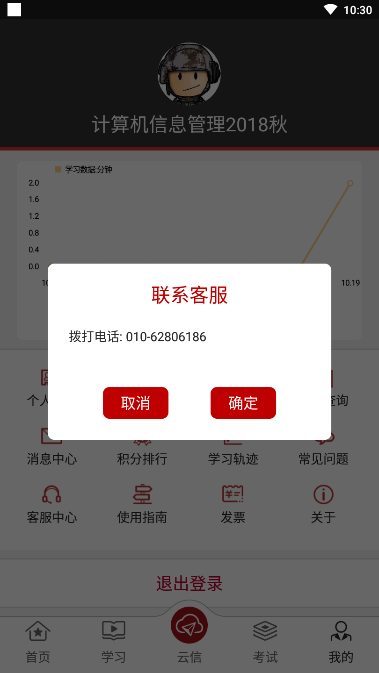 10:30
计算机信息管理2018秋
学习数据:分钟
2.0
1.6
1.2
0.8
0.4
0.0
10.19
联系客服
拨打电话: 010-62806186
取消 确定
个人 查询
消息中心 积分排行 学习轨迹 常见问题
客服中心 使用指南 发票 关于
退出登录
首页 学习 云信 考试 我的